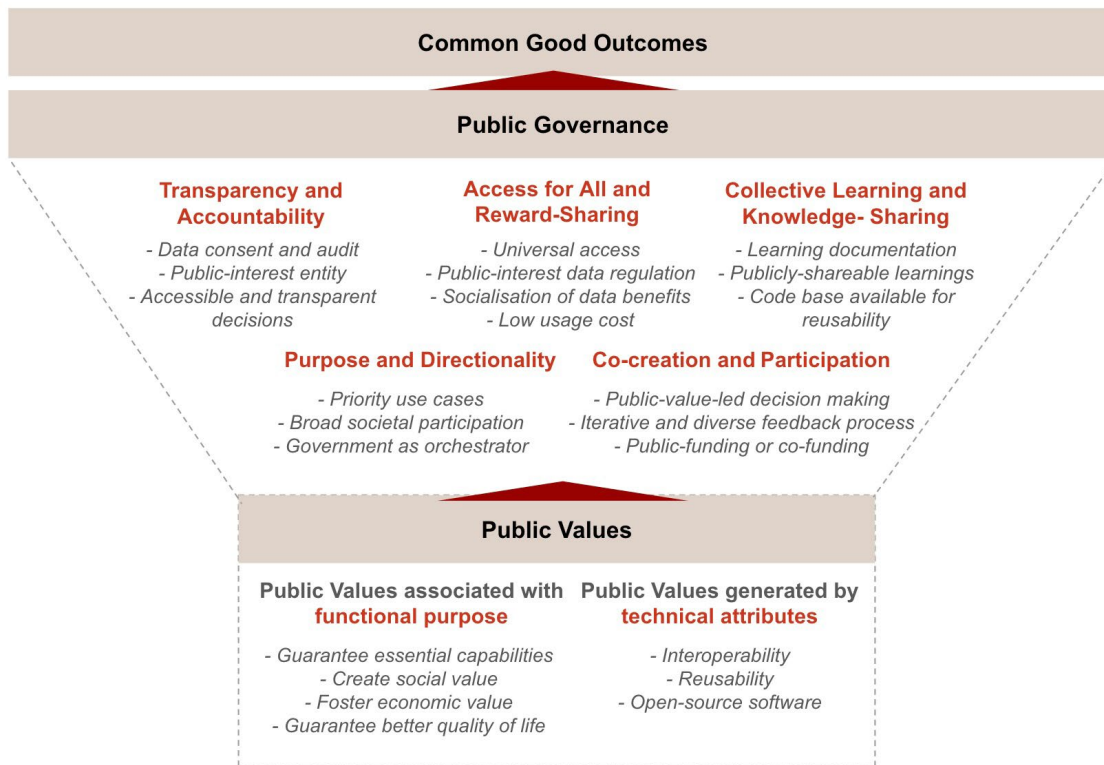 Common Good Outcomes
Public Governance
Transparency and
Accountability
- Data consent and audit
- Public-interest entity
- Accessible and transparent
decisions
Access for All and
Reward-Sharing
- Universal access
- Public-interest data regulation
- Socialisation of data benefits
- Low usage cost
Collective Learning and
Knowledge- Sharing
- Learning documentation
- Publicly-shareable learnings
- Code base available for
reusability
Purpose and Directionality
- Priority use cases
- Broad societal participation
- Government as orchestrator
Co-creation and Participation
- Public-value-led decision making
- Iterative and diverse feedback process
- Public-funding or co-funding
Public Values
Public Values associated with
functional purpose
- Guarantee essential capabilities
- Create social value
- Foster economic value
- Guarantee better quality of life
Public Values generated by
technical attributes
- Interoperability
- Reusability
- Open-source software